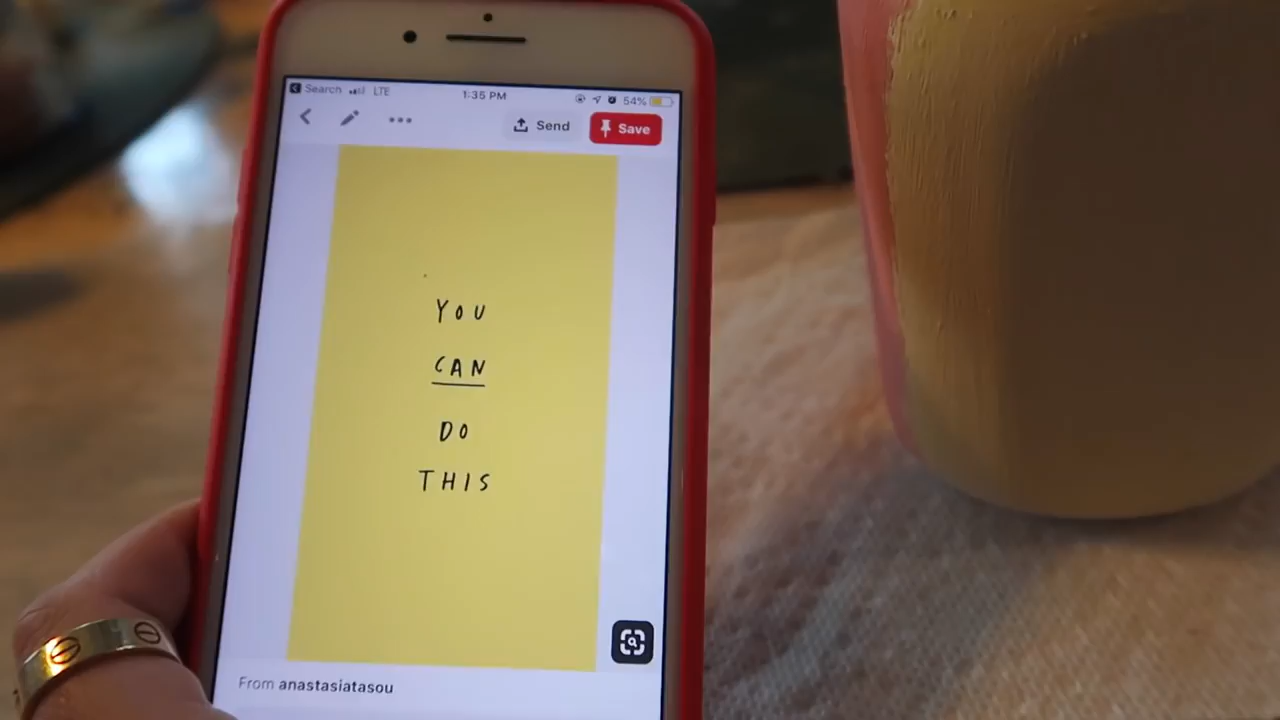 Search LTE 1:35 PM 54%
Send Save
YOU
CAN
DO
THIS
From anastasiatasou